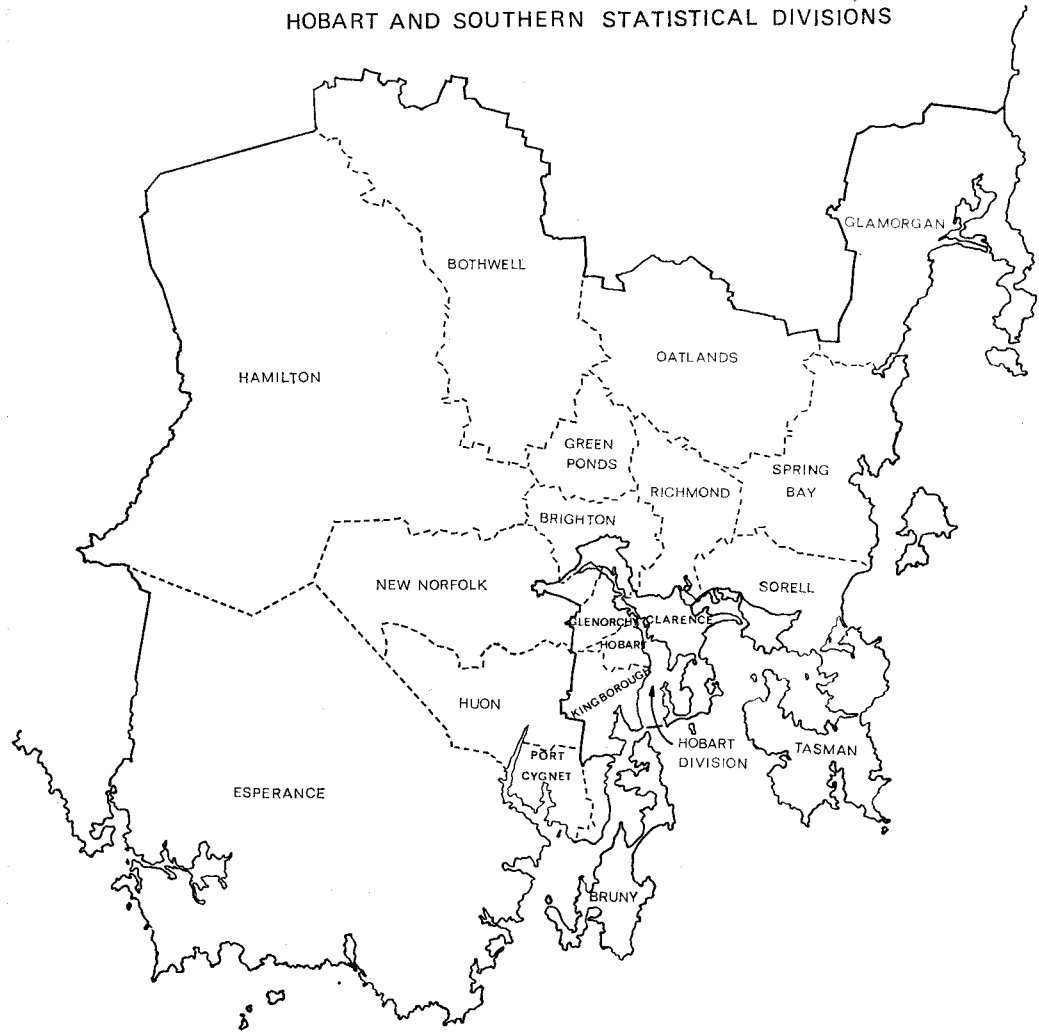 HOBART AND SOUTHERN STATISTICAL DIVISIONS
GLAMORGAN
BOTHWELL
OATLANDS
HAMILTON
GREEN
PONDS
SPRING
BAY
RICHMOND
BRIGHTON
NEW NORFOLK
SORELL
GLENORCHY
CLARENCE
HOBART
KINGBOROUGH
HUON
HOBART
DIVISION
TASMAN
PORT
CYGNET
ESPERANCE
BRUNY